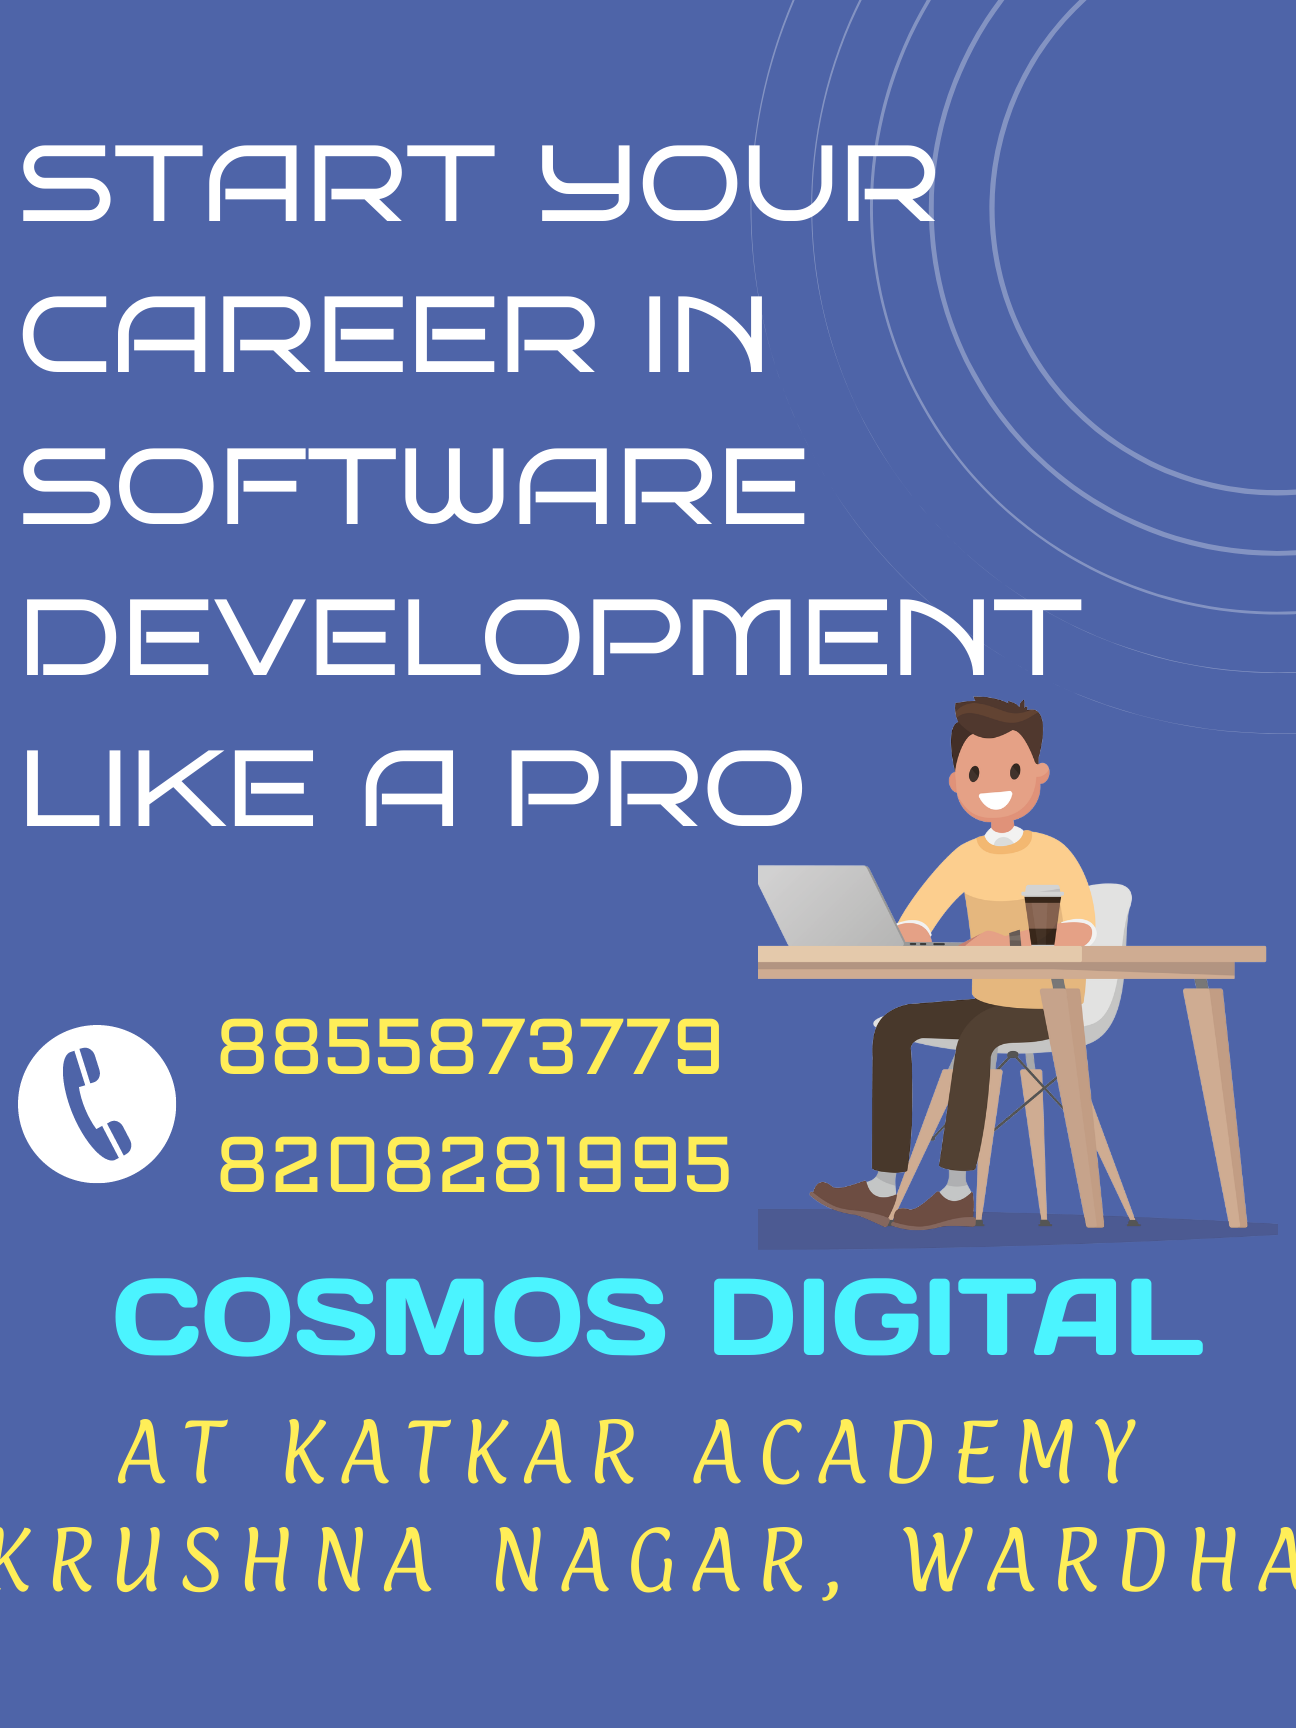 START YOUR
CAREER IN
SOFTWARE
DEVELOPMENT
LIKE A PRO
8855873779
8208281995
COSMOS DIGITAL
AT KATKAR ACADEMY
KRUSHNA NAGAR, WARDHA